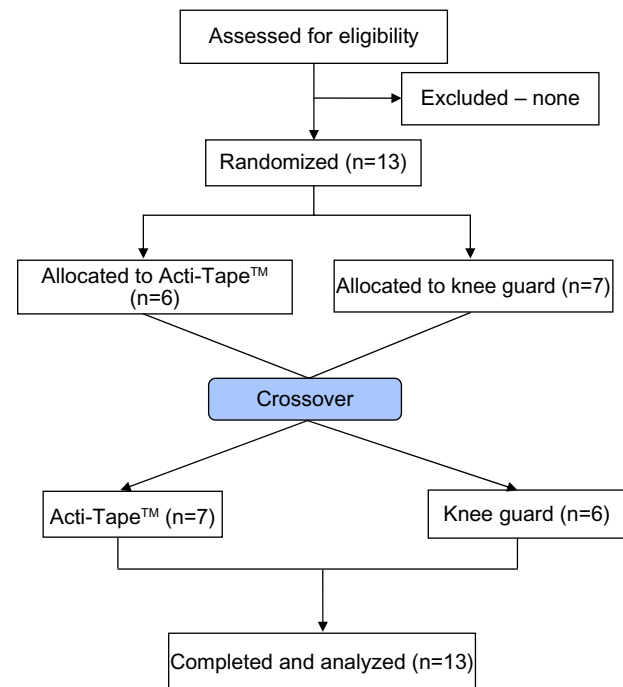 Assessed for eligibility
Excluded – none
Randomized (n=13)
Allocated to Acti-Tape™
(n=6)
Allocated to knee guard (n=7)
Crossover
Acti-Tape™ (n=7)
Knee guard (n=6)
Completed and analyzed (n=13)